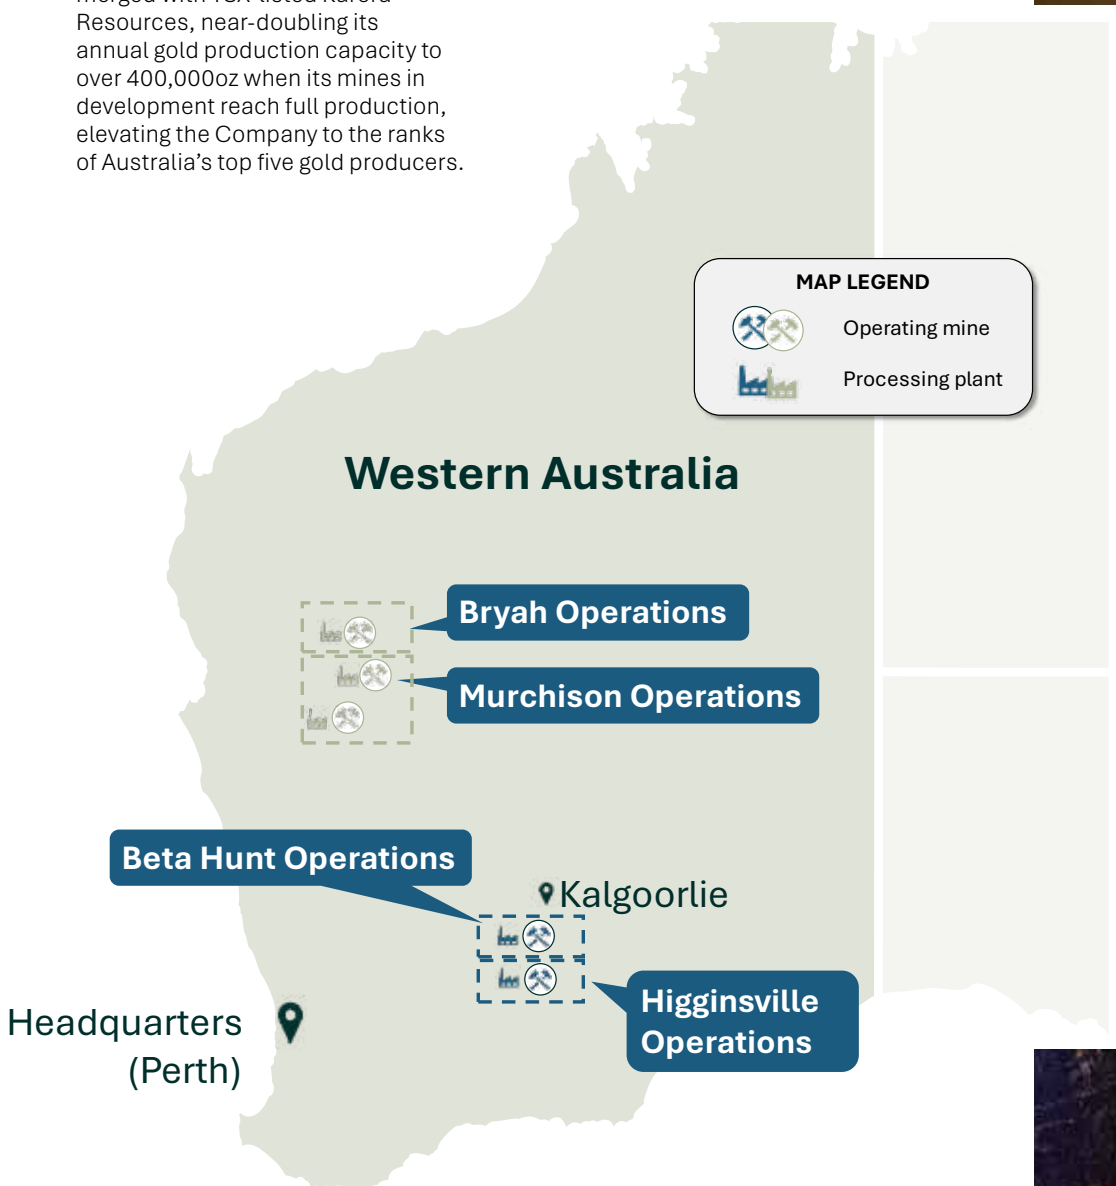 Resources, near-doubling its
annual gold production capacity to
over 400,000oz when its mines in
development reach full production,
elevating the Company to the ranks
of Australia's top five gold producers.
MAP LEGEND
Operating mine
Processing plant
Western Australia
Bryah Operations
Murchison Operations
Beta Hunt Operations
Kalgoorlie
Higginsville
Operations
Headquarters
(Perth)